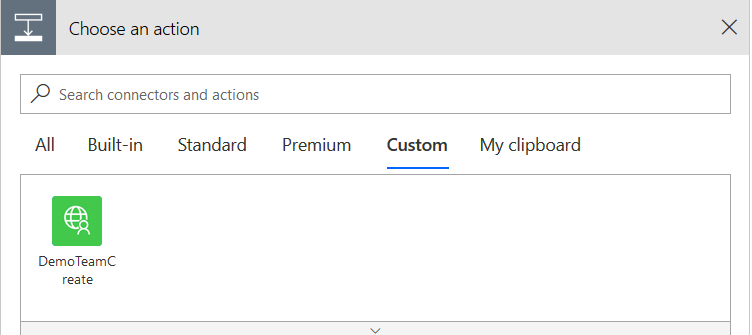 Choose an action
Search connectors and actions
All Built-in Standard Premium Custom My clipboard
DemoTeamC
reate